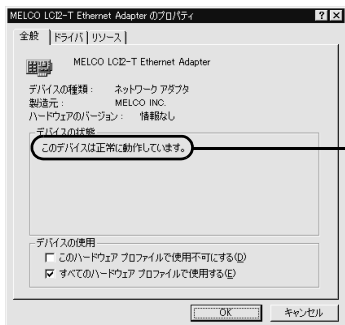 MELCO LCI2-T Ethernet Adapter のプロパティ
全般 ドライバ リソース
MELCO LCI2-T Ethernet Adapter
デバイスの種類： ネットワーク アダプタ
製造元： MELCO INC.
ハードウェアのバージョン： 情報なし
デバイスの状態
このデバイスは正常に動作しています。
デバイスの使用
このハードウェア プロファイルで使用不可にする(D)
すべてのハードウェア プロファイルで使用する(E)
OK キャンセル